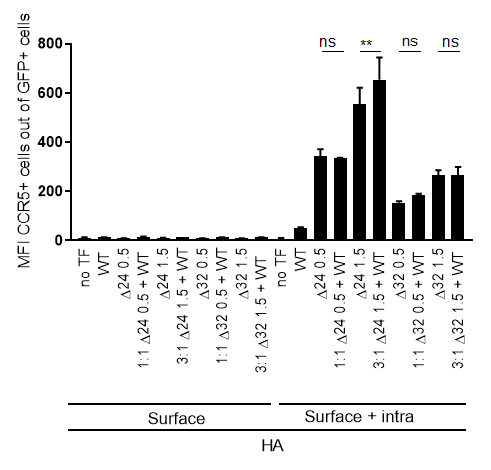 MFI CCR5+ cells out of GFP+ cells
800
600
400
200
0
ns
**
ns
ns
no TF
WT
Δ24 0.5
1:1 Δ24 0.5 + WT
Δ24 1.5
3:1 Δ24 1.5 + WT
Δ32 0.5
1:1 Δ32 0.5 + WT
Δ32 1.5
3:1 Δ32 1.5 + WT
no TF
WT
Δ24 0.5
1:1 Δ24 0.5 + WT
Δ24 1.5
3:1 Δ24 1.5 + WT
Δ32 0.5
1:1 Δ32 0.5 + WT
Δ32 1.5
3:1 Δ32 1.5 + WT
Surface
Surface + intra
HA